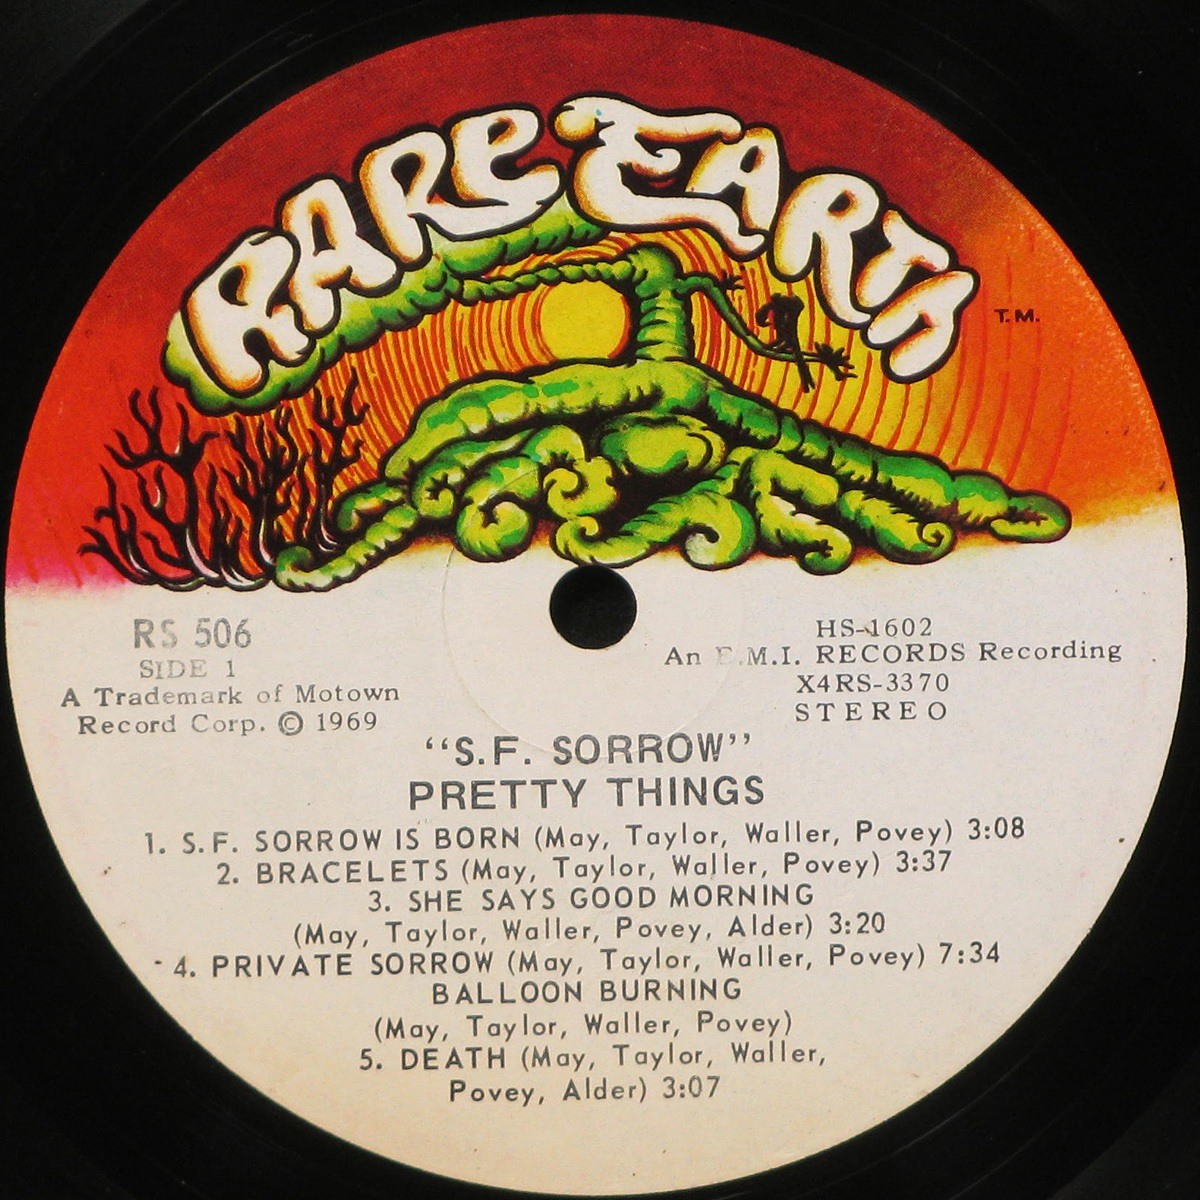 RARE EARTH
T.M.
RS 506
SIDE 1
A Trademark of Motown
Record Corp. © 1969
HS-1602
An E.M.I. RECORDS Recording
X4RS-3370
STEREO
“S.F. SORROW”
PRETTY THINGS
1. S.F. SORROW IS BORN (May, Taylor, Waller, Povey) 3:08
2. BRACELETS (May, Taylor, Waller, Povey) 3:37
3. SHE SAYS GOOD MORNING
(May, Taylor, Waller, Povey, Alder) 3:20
4. PRIVATE SORROW (May, Taylor, Waller, Povey) 7:34
BALLOON BURNING
(May, Taylor, Waller, Povey)
5. DEATH (May, Taylor, Waller,
Povey, Alder) 3:07